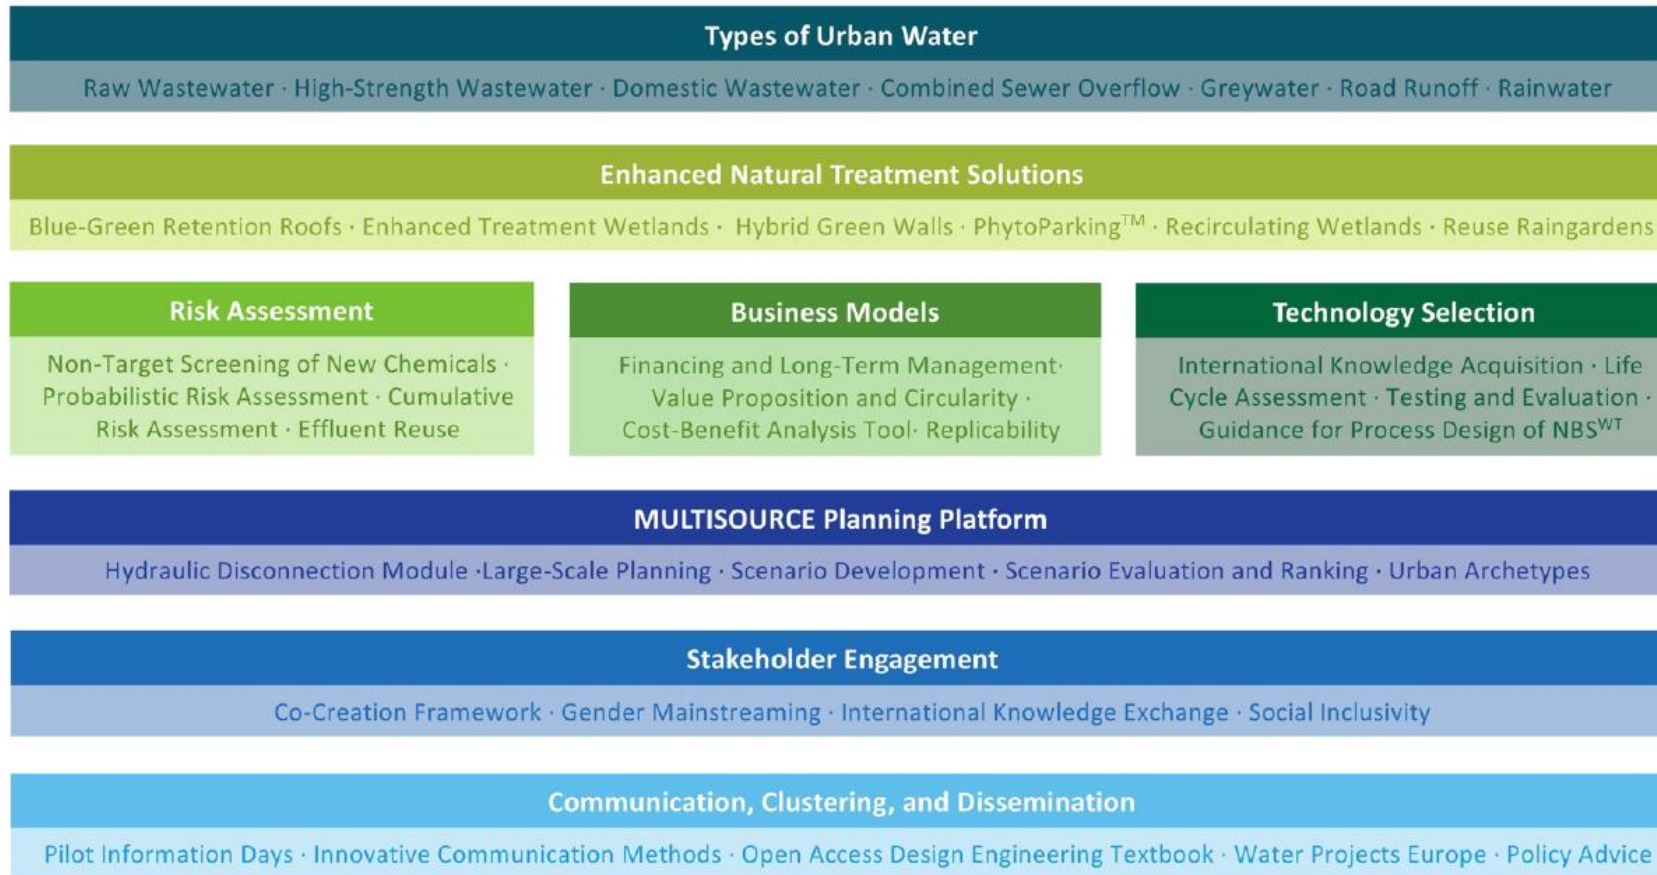 Types of Urban Water
Raw Wastewater · High-Strength Wastewater · Domestic Wastewater · Combined Sewer Overflow · Greywater · Road Runoff · Rainwater
Enhanced Natural Treatment Solutions
Blue-Green Retention Roofs · Enhanced Treatment Wetlands · Hybrid Green Walls · PhytoParking™ · Recirculating Wetlands · Reuse Raingardens
Risk Assessment
Non-Target Screening of New Chemicals ·
Probabilistic Risk Assessment · Cumulative
Risk Assessment · Effluent Reuse
Business Models
Financing and Long-Term Management·
Value Proposition and Circularity ·
Cost-Benefit Analysis Tool· Replicability
Technology Selection
International Knowledge Acquisition · Life
Cycle Assessment · Testing and Evaluation ·
Guidance for Process Design of NBSᵂᵀ
MULTISOURCE Planning Platform
Hydraulic Disconnection Module ·Large-Scale Planning · Scenario Development · Scenario Evaluation and Ranking · Urban Archetypes
Stakeholder Engagement
Co-Creation Framework · Gender Mainstreaming · International Knowledge Exchange · Social Inclusivity
Communication, Clustering, and Dissemination
Pilot Information Days · Innovative Communication Methods · Open Access Design Engineering Textbook · Water Projects Europe · Policy Advice